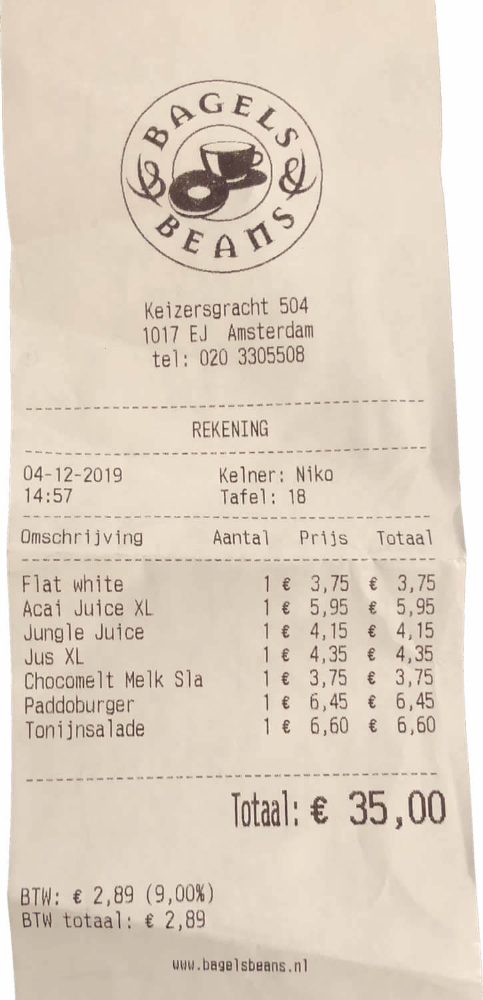 BAGELS & BEANS &
Keizersgracht 504
1017 EJ Amsterdam
tel: 020 3305508
REKENING
04-12-2019 Kelner: Niko
14:57 Tafel: 18
Omschrijving Aantal Prijs Totaal
Flat white 1 € 3,75 € 3,75
Acai Juice XL 1 € 5,95 € 5,95
Jungle Juice 1 € 4,15 € 4,15
Jus XL 1 € 4,35 € 4,35
Chocomelt Melk Sla 1 € 3,75 € 3,75
Paddoburger 1 € 6,45 € 6,45
Tonijnsalade 1 € 6,60 € 6,60
Totaal: € 35,00
BTW: € 2,89 (9,00%)
BTW totaal: € 2,89
www.bagelsbeans.nl